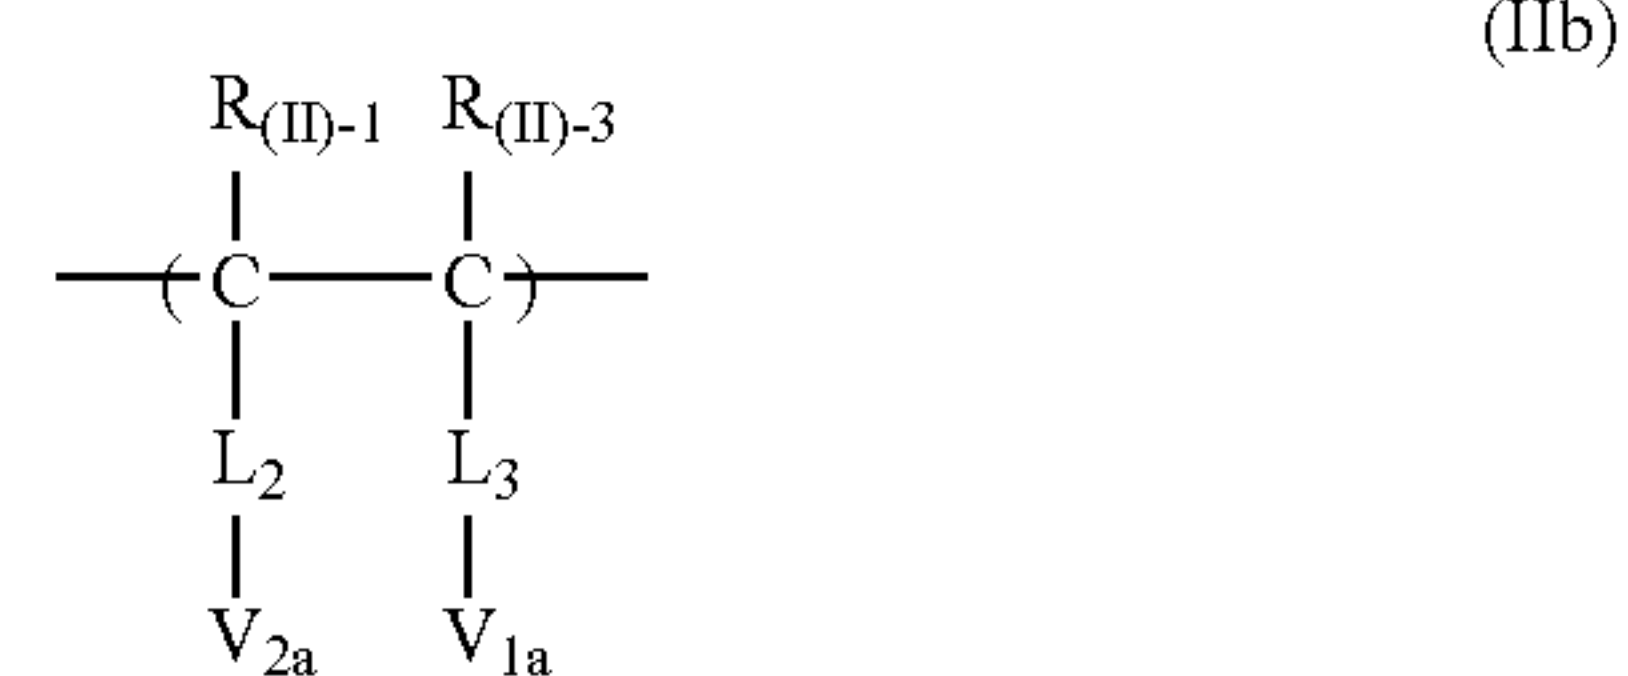 (IIb)
R(II)-1 R(II)-3
( C C )
L2 L3
V2a V1a